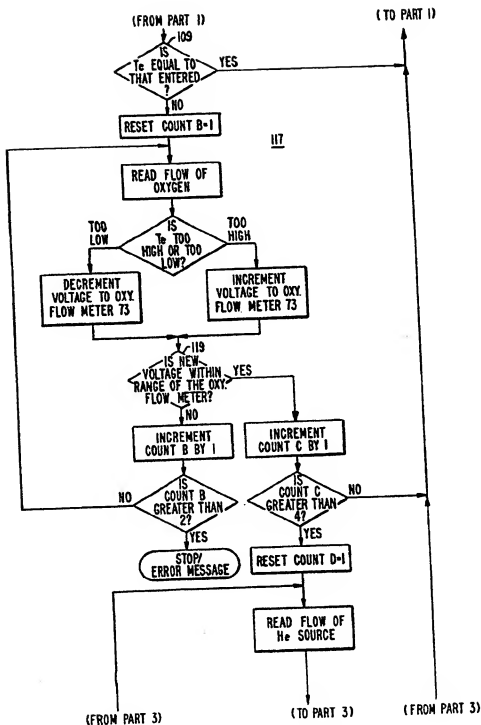 (FROM PART 1)
(TO PART 1)
109
IS
Te EQUAL TO
THAT ENTERED
?
YES
NO
RESET COUNT B=1
117
READ FLOW OF
OXYGEN
TOO
LOW
IS
Te TOO
HIGH OR TOO
LOW?
TOO
HIGH
DECREMENT
VOLTAGE TO OXY.
FLOW METER 73
INCREMENT
VOLTAGE TO OXY.
FLOW METER 73
119
IS NEW
VOLTAGE WITHIN
RANGE OF THE OXY.
FLOW METER?
YES
NO
INCREMENT
COUNT B BY 1
INCREMENT
COUNT C BY 1
NO
IS
COUNT B
GREATER THAN
2?
YES
IS
COUNT C
GREATER THAN
4?
NO
YES
STOP/
ERROR MESSAGE
RESET COUNT D=1
READ FLOW OF
He SOURCE
(FROM PART 3)
(TO PART 3)
(FROM PART 3)